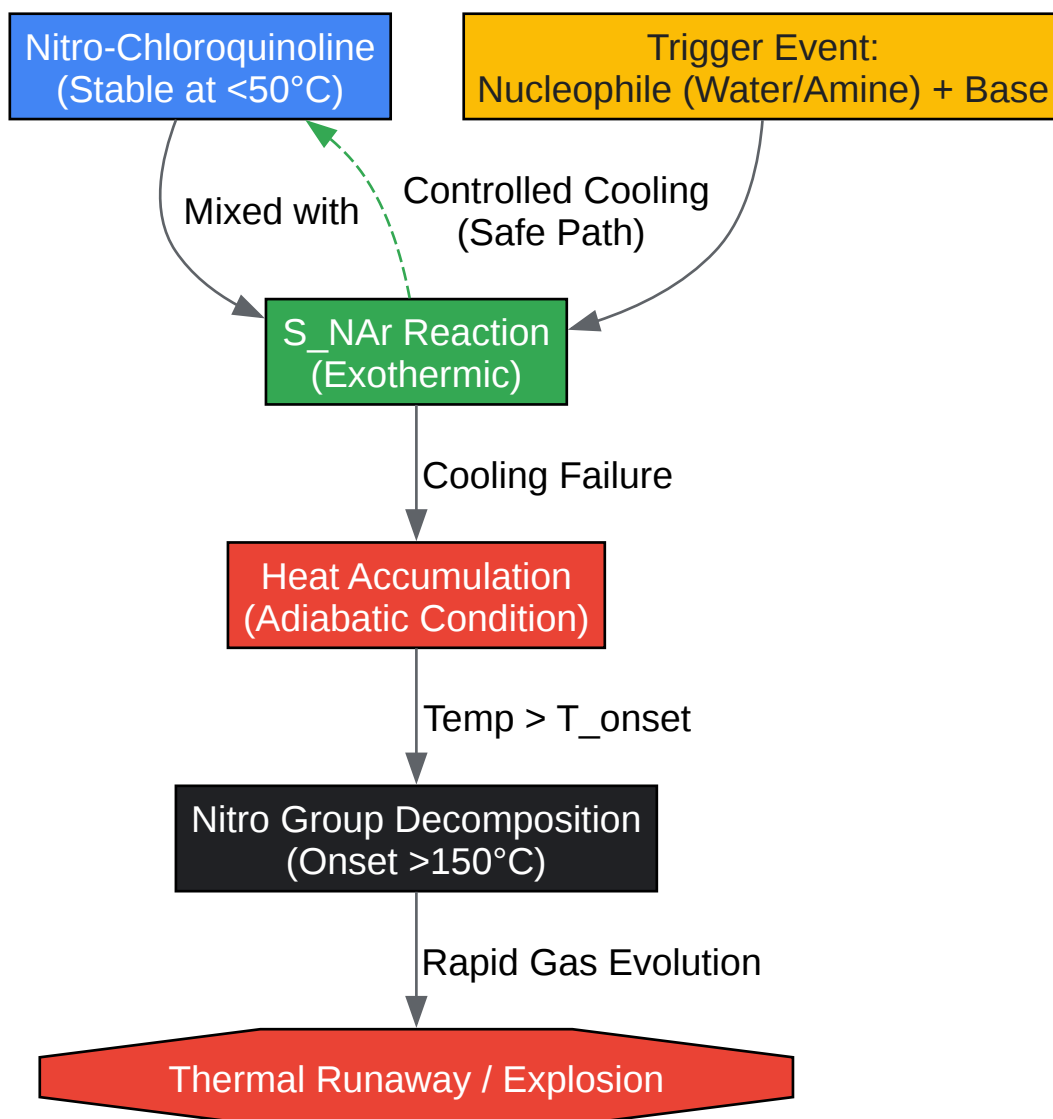 Nitro-Chloroquinoline
(Stable at <50°C)
Trigger Event:
Nucleophile (Water/Amine) + Base
Mixed with
Controlled Cooling
(Safe Path)
S_NAr Reaction
(Exothermic)
Cooling Failure
Heat Accumulation
(Adiabatic Condition)
Temp > T_onset
Nitro Group Decomposition
(Onset >150°C)
Rapid Gas Evolution
Thermal Runaway / Explosion